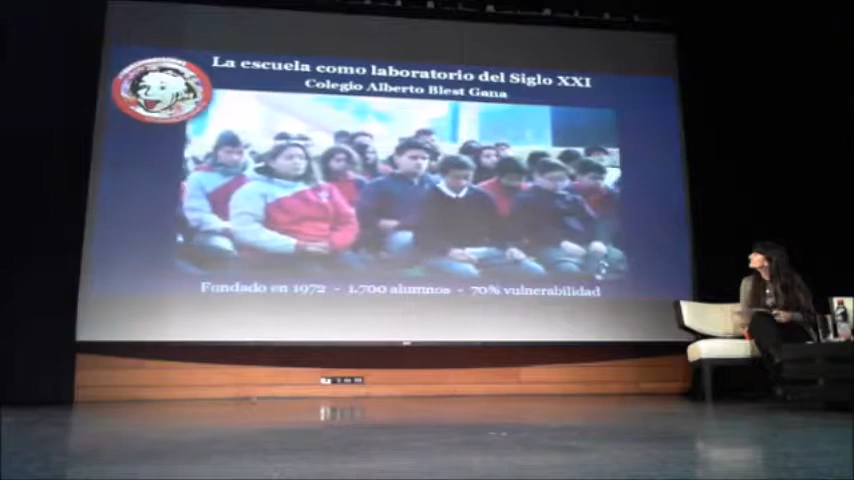 La escuela como laboratorio del Siglo XXI
Colegio Alberto Blest Gana
Fundado en 1972 - 1.700 alumnos - 70% vulnerabilidad